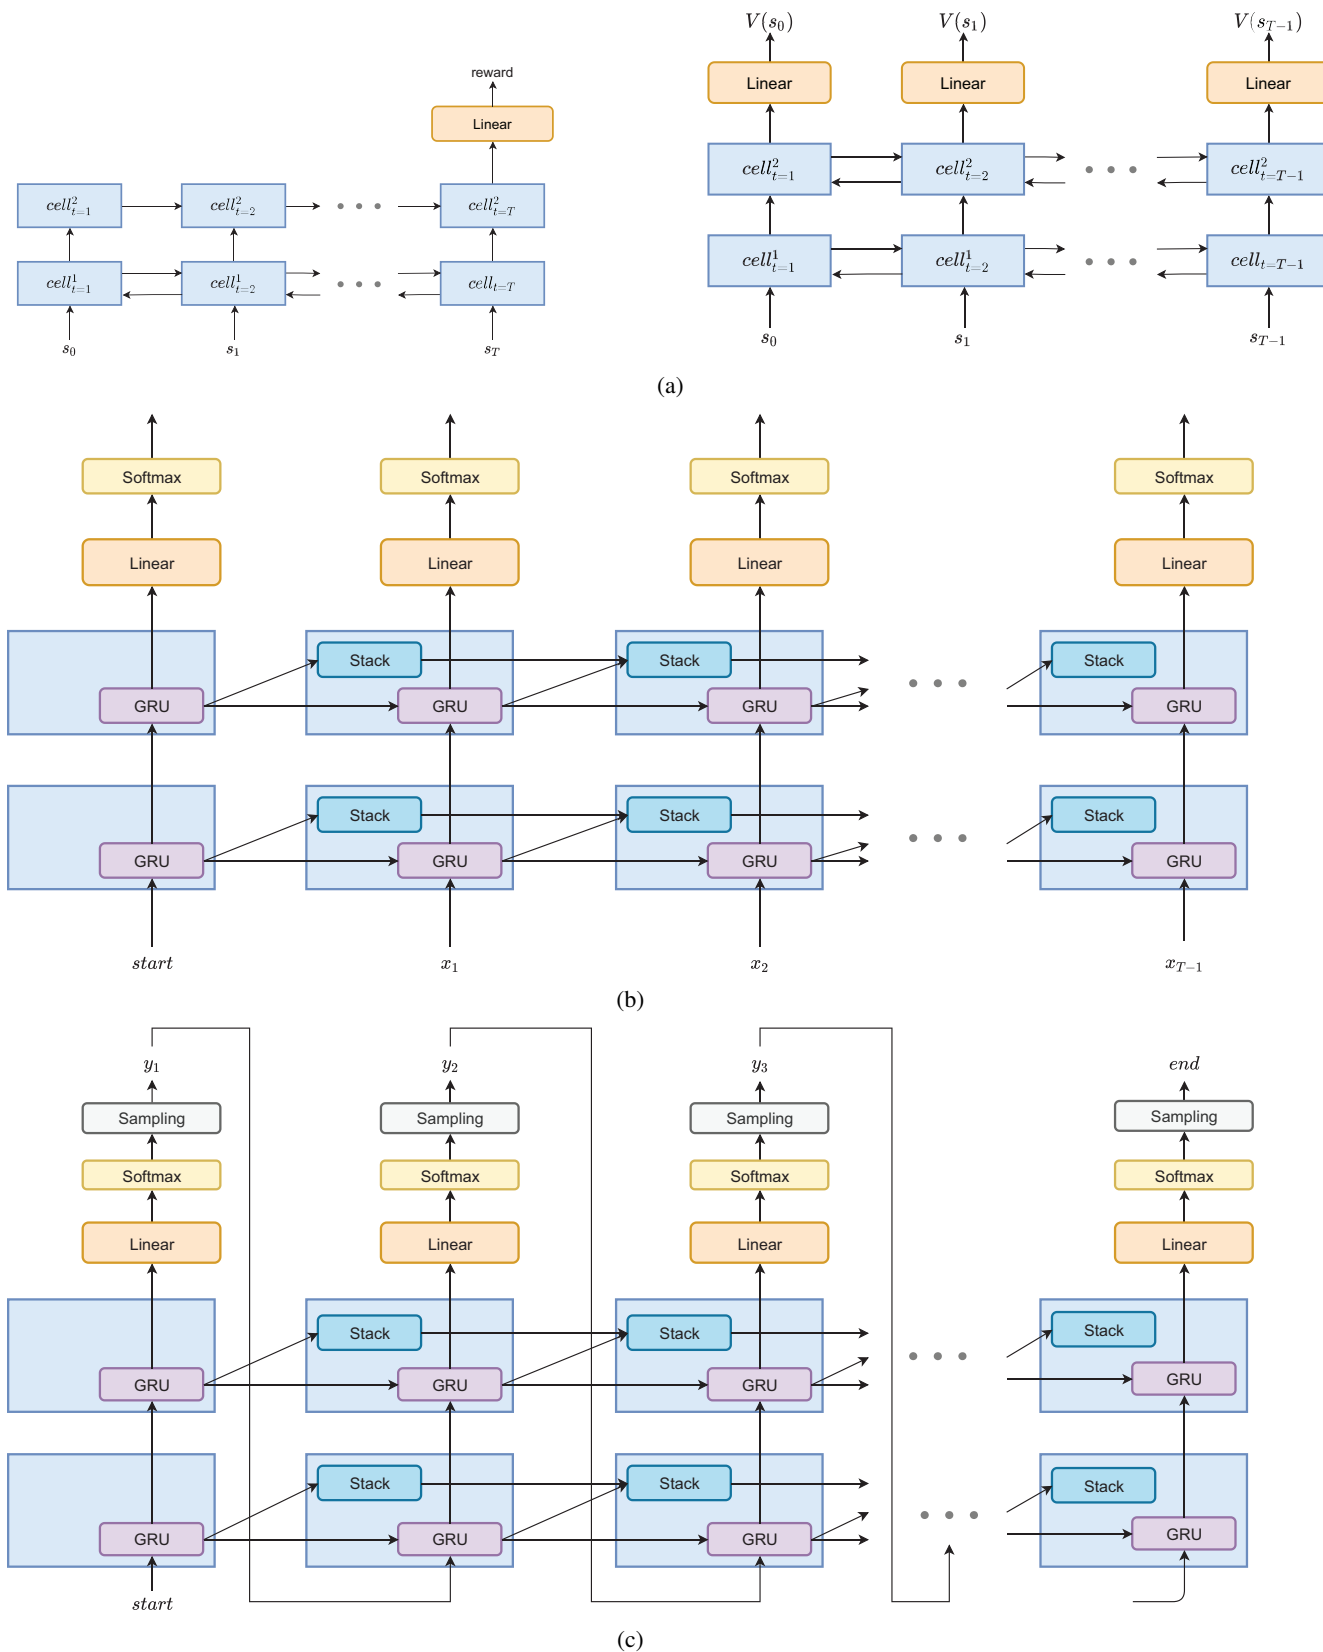 V(s_0) V(s_1) V(s_{T-1})
reward
Linear Linear Linear
Linear
cell^2_{t=1} cell^2_{t=2} cell^2_{t=T-1}
cell^2_{t=1} cell^2_{t=2} • • • cell^2_{t=T}
cell^1_{t=1} cell^1_{t=2} • • • cell_{t=T-1}
cell^1_{t=1} cell^1_{t=2} • • • cell_{t=T}
s_0 s_1 s_{T-1}
s_0 s_1 s_T
(a)
Softmax Softmax Softmax Softmax
Linear Linear Linear Linear
Stack Stack Stack
GRU GRU GRU GRU
Stack Stack Stack
GRU GRU GRU GRU
start x_1 x_2 x_{T-1}
(b)
y_1 y_2 y_3 end
Sampling Sampling Sampling Sampling
Softmax Softmax Softmax Softmax
Linear Linear Linear Linear
Stack Stack Stack
GRU GRU GRU GRU
Stack Stack Stack
GRU GRU GRU GRU
start
(c)